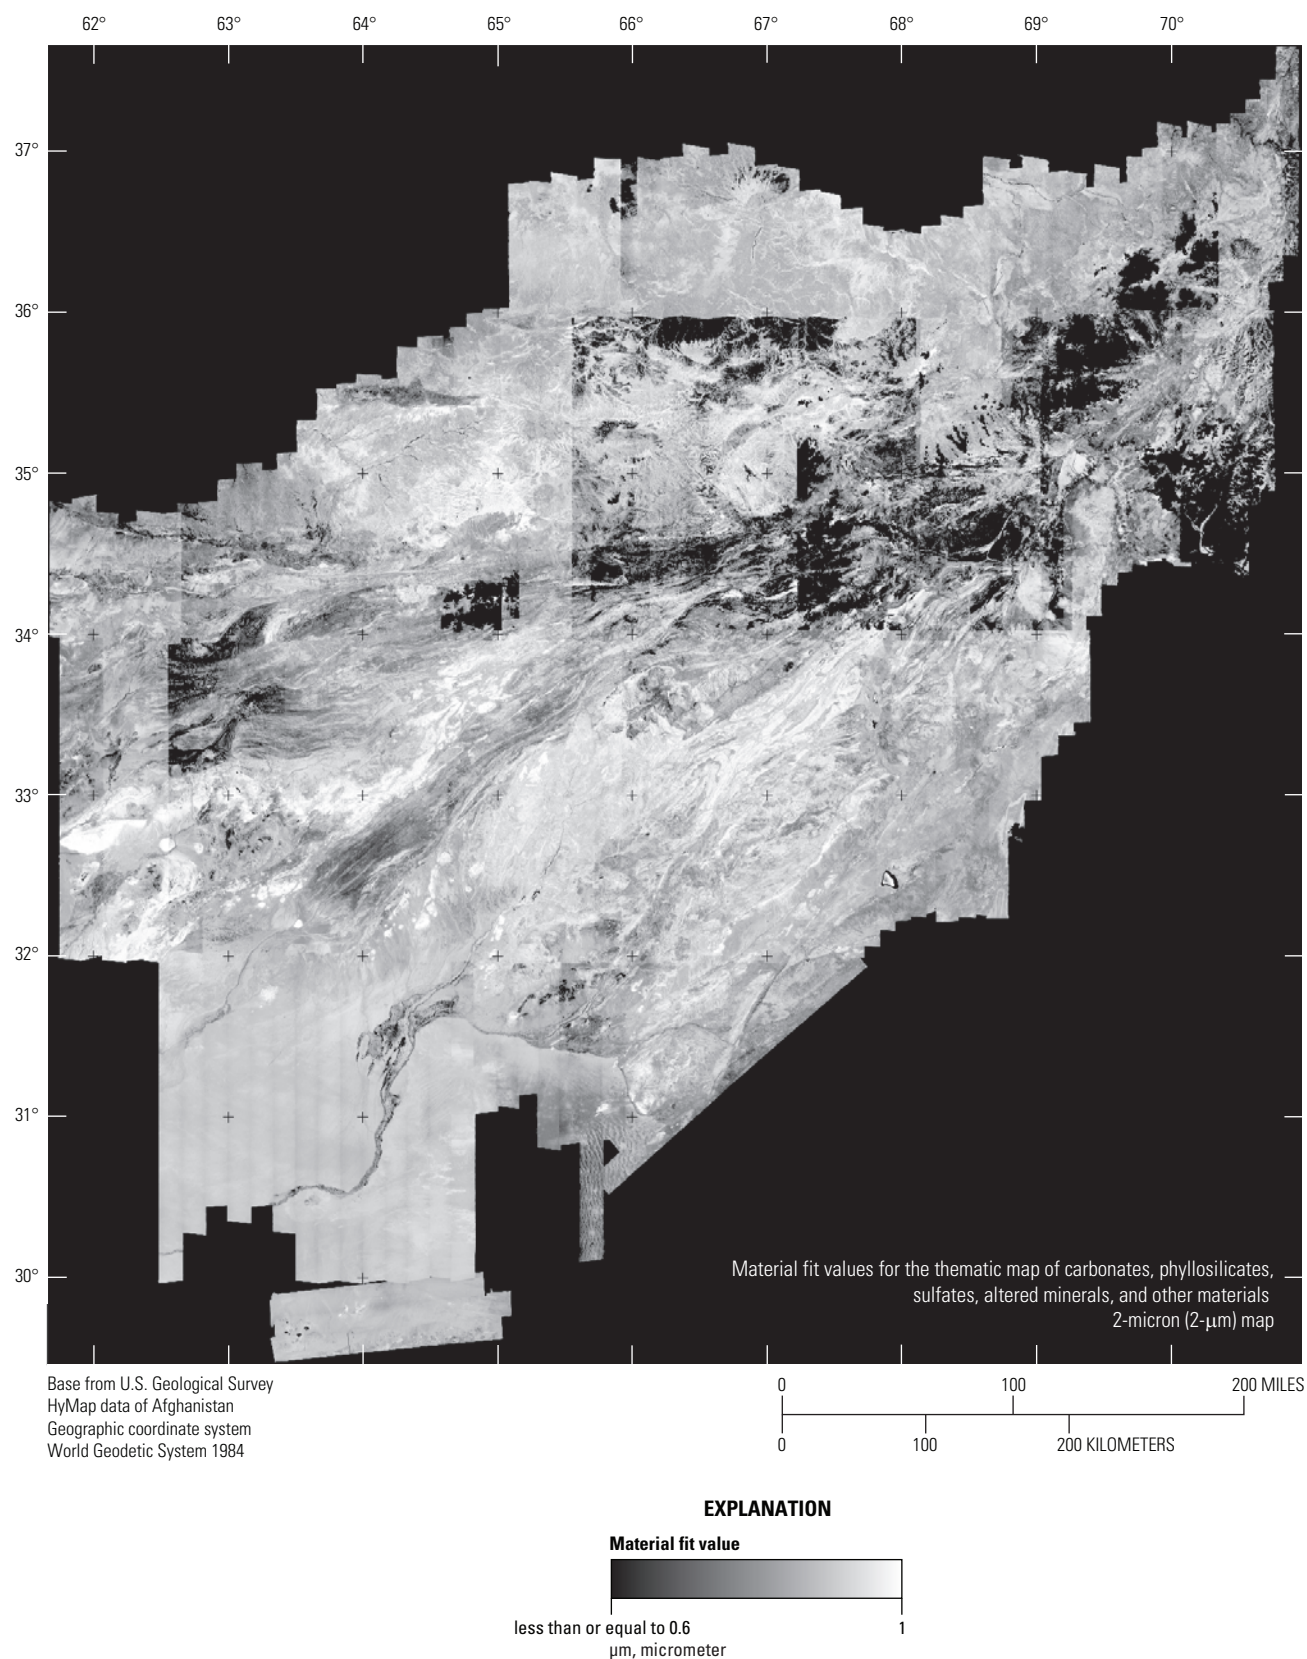 62° 63° 64° 65° 66° 67° 68° 69° 70°
37°
36°
35°
34°
33°
32°
31°
30°
Material fit values for the thematic map of carbonates, phyllosilicates,
sulfates, altered minerals, and other materials
2-micron (2-µm) map
Base from U.S. Geological Survey
HyMap data of Afghanistan
Geographic coordinate system
World Geodetic System 1984
0 100 200 MILES
0 100 200 KILOMETERS
EXPLANATION
Material fit value
less than or equal to 0.6 1
µm, micrometer